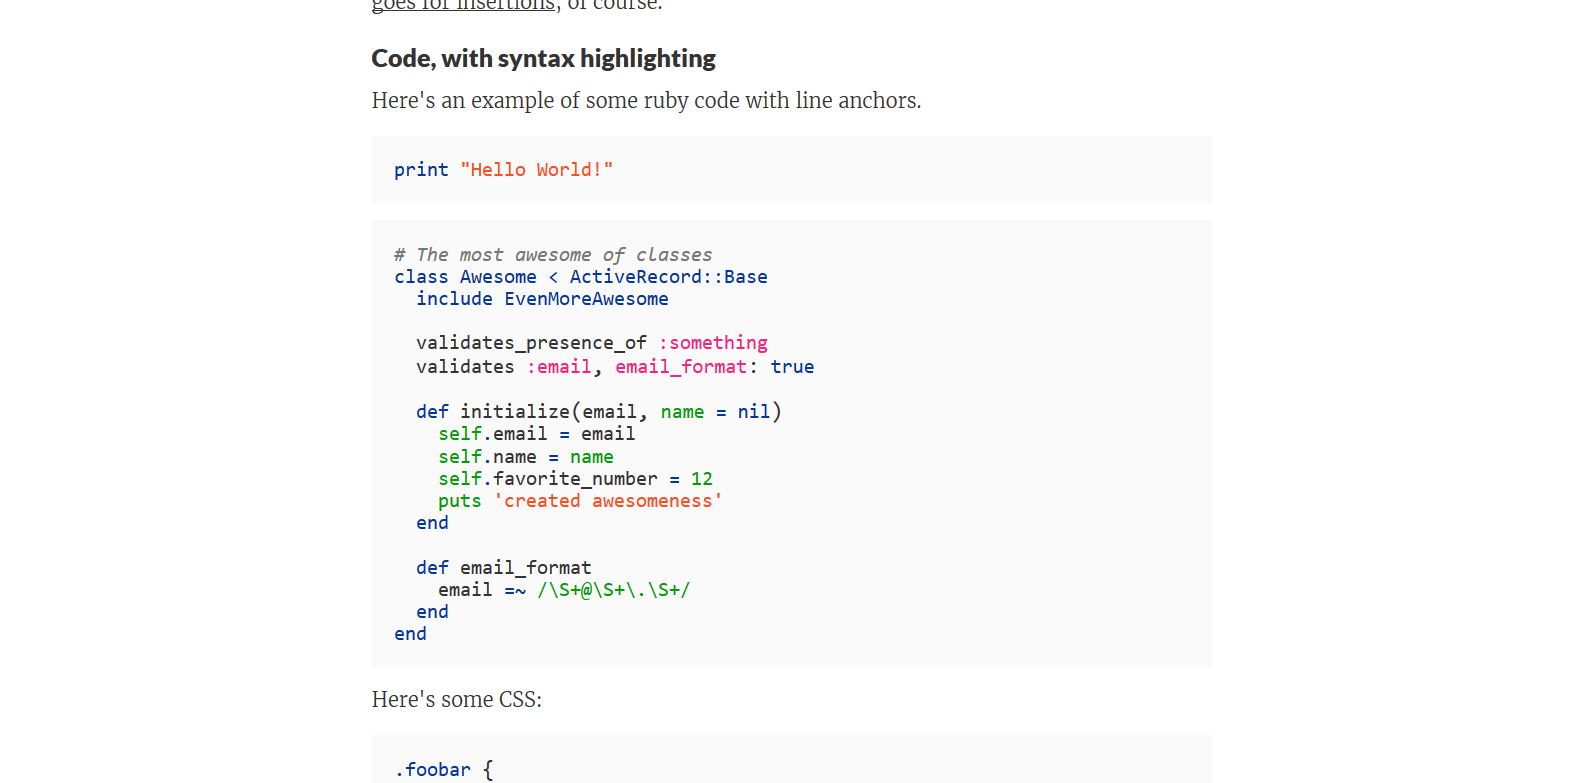 goes for insertions, of course.
Code, with syntax highlighting
Here's an example of some ruby code with line anchors.
print "Hello World!"
# The most awesome of classes
class Awesome < ActiveRecord::Base
  include EvenMoreAwesome

  validates_presence_of :something
  validates :email, email_format: true

  def initialize(email, name = nil)
    self.email = email
    self.name = name
    self.favorite_number = 12
    puts 'created awesomeness'
  end

  def email_format
    email =~ /\S+@\S+\.\S+/
  end
end
Here's some CSS:
.foobar {